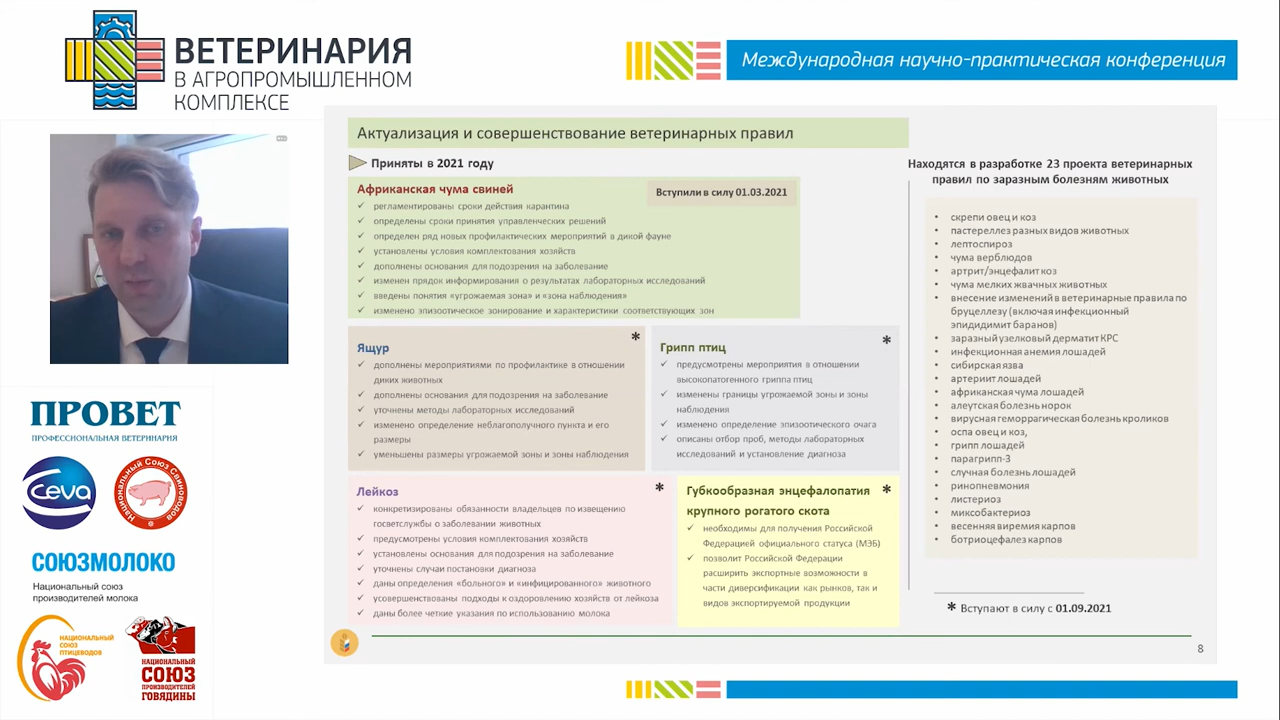 ВЕТЕРИНАРИЯ
В АГРОПРОМЫШЛЕННОМ
КОМПЛЕКСЕ
Международная научно-практическая конференция
Актуализация и совершенствование ветеринарных правил
Приняты в 2021 году
Африканская чума свиней
Вступили в силу 01.03.2021
✓ регламентированы сроки действия карантина
✓ определены сроки принятия управленческих решений
✓ определен ряд новых профилактических мероприятий в дикой фауне
✓ установлены условия комплектования хозяйств
✓ дополнены основания для подозрения на заболевание
✓ изменен прядок информирования о результатах лабораторных исследований
✓ введены понятия «угрожаемая зона» и «зона наблюдения»
✓ изменено эпизоотическое зонирование и характеристики соответствующих зон
Ящур *
✓ дополнены мероприятиями по профилактике в отношении
диких животных
✓ дополнены основания для подозрения на заболевание
✓ уточнены методы лабораторных исследований
✓ изменено определение неблагополучного пункта и его
размеры
✓ уменьшены размеры угрожаемой зоны и зоны наблюдения
Грипп птиц *
✓ предусмотрены мероприятия в отношении
высокопатогенного гриппа птиц
✓ изменены границы угрожаемой зоны и зоны
наблюдения
✓ изменено определение эпизоотического очага
✓ описаны отбор проб, методы лабораторных
исследований и установление диагноза
Лейкоз *
✓ конкретизированы обязанности владельцев по извещению
госветслужбы о заболевании животных
✓ предусмотрены условия комплектования хозяйств
✓ установлены основания для подозрения на заболевание
✓ уточнены случаи постановки диагноза
✓ даны определения «больного» и «инфицированного» животного
✓ усовершенствованы подходы к оздоровлению хозяйств от лейкоза
✓ даны более четкие указания по использованию молока
Губкообразная энцефалопатия *
крупного рогатого скота
✓ необходимы для получения Российской
Федерацией официального статуса (МЭБ)
✓ позволит Российской Федерации
расширить экспортные возможности в
части диверсификации как рынков, так и
видов экспортируемой продукции
Находятся в разработке 23 проекта ветеринарных
правил по заразным болезням животных
• скрепи овец и коз
• пастереллез разных видов животных
• лептоспироз
• чума верблюдов
• артрит/энцефалит коз
• чума мелких жвачных животных
• внесение изменений в ветеринарные правила по
бруцеллезу (включая инфекционный
эпидидимит баранов)
• заразный узелковый дерматит КРС
• инфекционная анемия лошадей
• сибирская язва
• артериит лошадей
• африканская чума лошадей
• алеутская болезнь норок
• вирусная геморрагическая болезнь кроликов
• оспа овец и коз,
• грипп лошадей
• парагрипп-3
• случная болезнь лошадей
• ринопневмония
• листериоз
• миксобактериоз
• весенняя виремия карпов
• ботриоцефалез карпов
* Вступают в силу с 01.09.2021
8
ПРОВЕТ
ПРОФЕССИОНАЛЬНАЯ ВЕТЕРИНАРИЯ
Ceva
Национальный Союз Свиноводов
СОЮЗМОЛОКО
Национальный союз
производителей молока
НАЦИОНАЛЬНЫЙ
СОЮЗ
ПТИЦЕВОДОВ
НАЦИОНАЛЬНЫЙ
СОЮЗ
ПРОИЗВОДИТЕЛЕЙ
ГОВЯДИНЫ